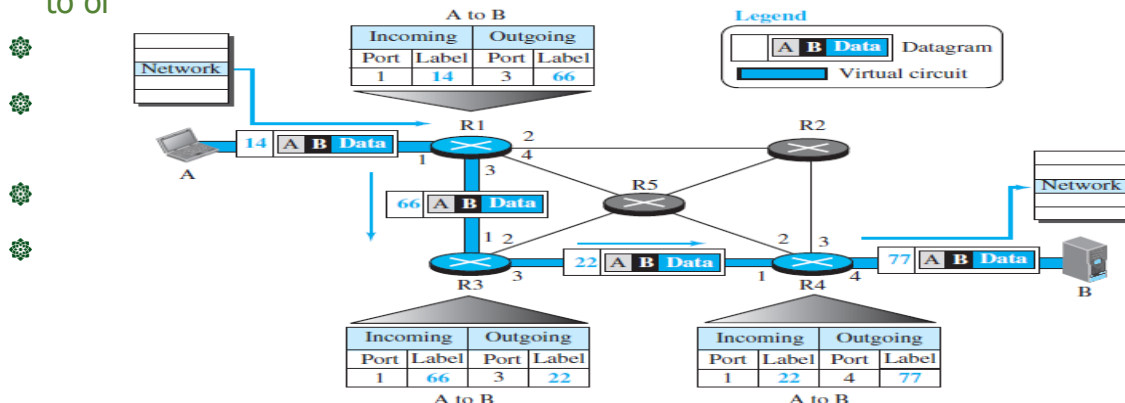 to or
A to B
Incoming Outgoing
Port Label Port Label
1 14 3 66
Legend
A B Data Datagram
Virtual circuit
Network
R1
R2
14 A B Data
A
1
2
4
3
66 A B Data
R5
Network
1 2
R3
3
22 A B Data
2
3
1
R4
4
77 A B Data
B
Incoming Outgoing
Port Label Port Label
1 66 3 22
A to B
Incoming Outgoing
Port Label Port Label
1 22 4 77
A to B